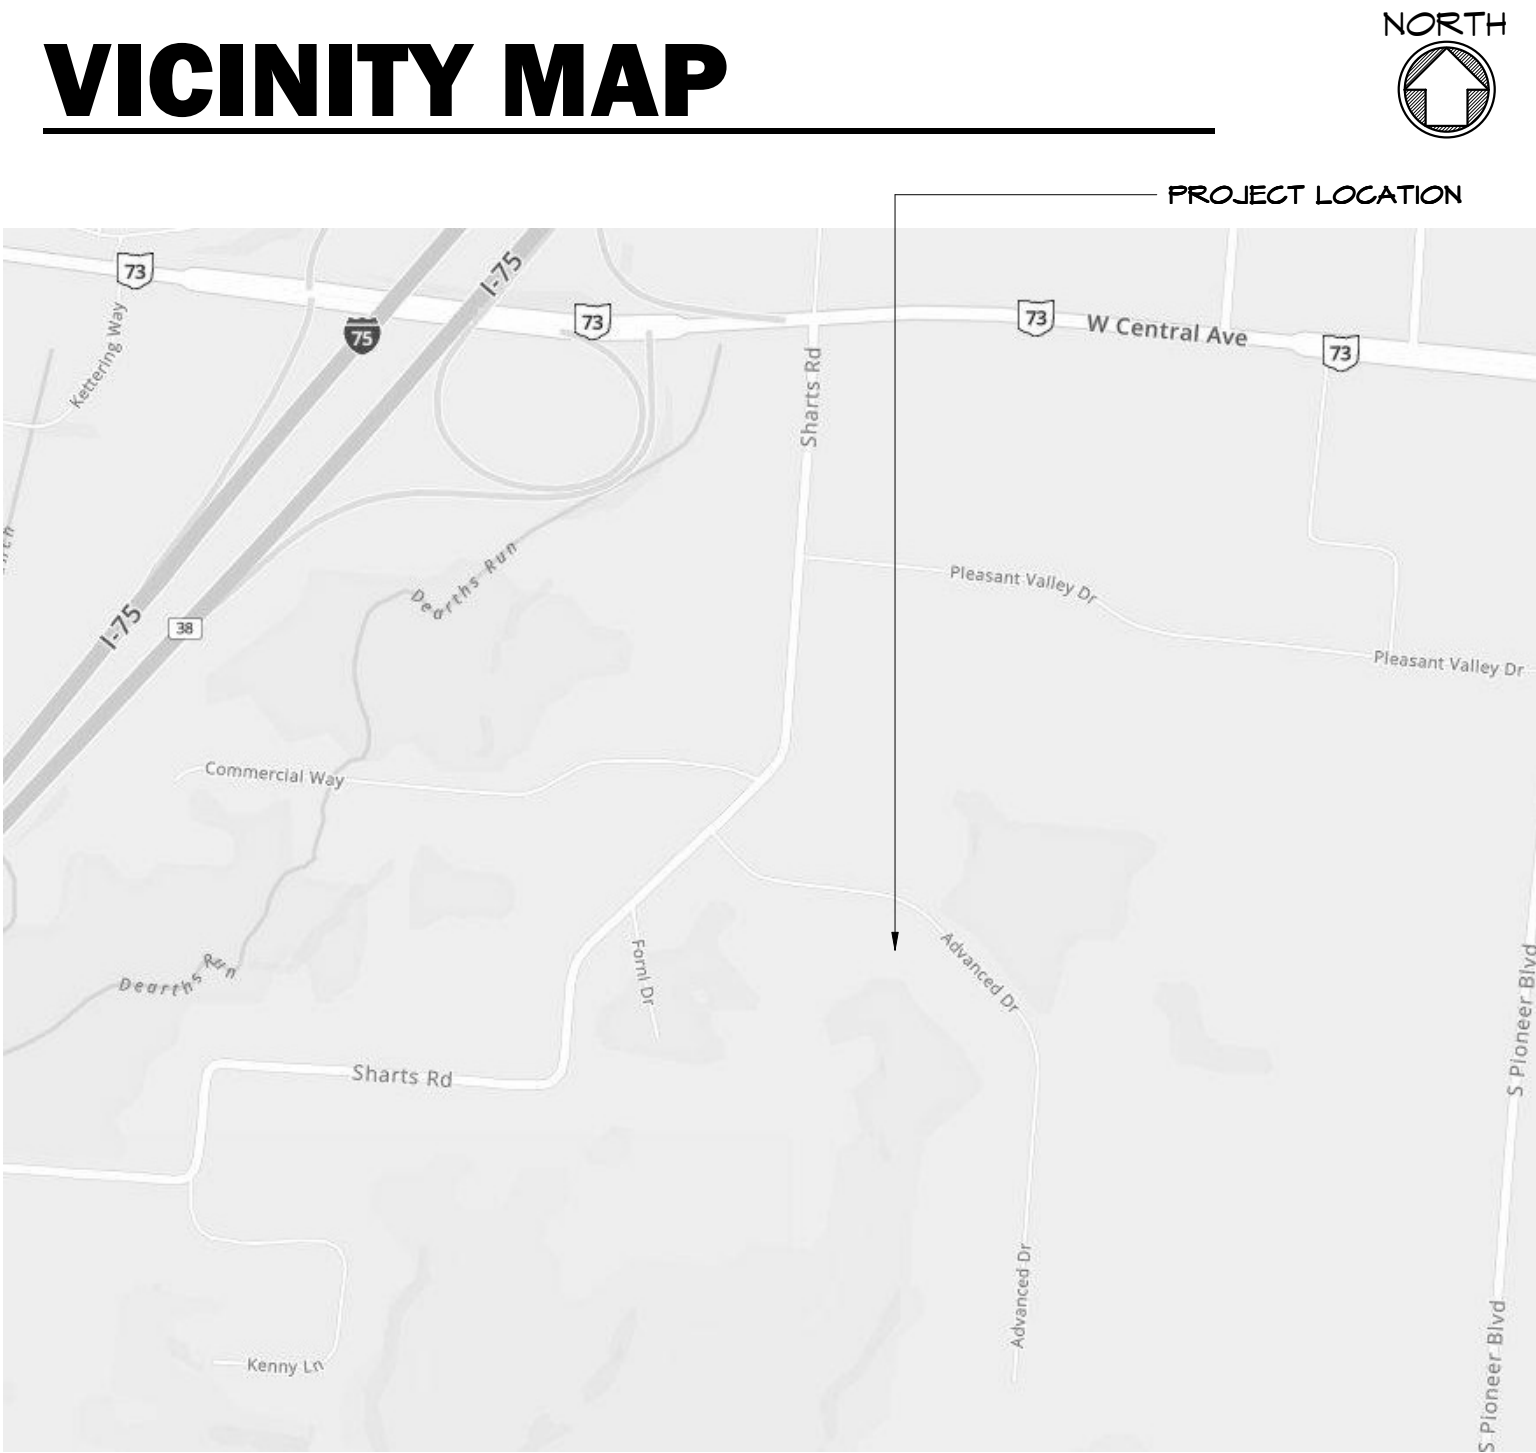 NORTH
VICINITY MAP
PROJECT LOCATION
73
I-75
73
73
W Central Ave
73
75
Kettering Way
Sharts Rd
Dearths Run
Pleasant Valley Dr
I-75
38
Pleasant Valley Dr
Commercial Way
Advanced Dr
Forni Dr
Dearths Run
S Pioneer Blvd
Sharts Rd
Advanced Dr
Kenny Ln
S Pioneer Blvd